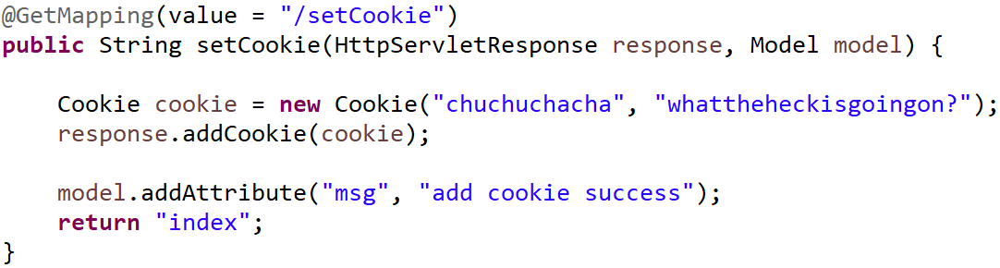 @GetMapping(value = "/setCookie")
public String setCookie(HttpServletResponse response, Model model) {
Cookie cookie = new Cookie("chuchuchacha", "whattheheckisgoingon?");
response.addCookie(cookie);
model.addAttribute("msg", "add cookie success");
return "index";
}